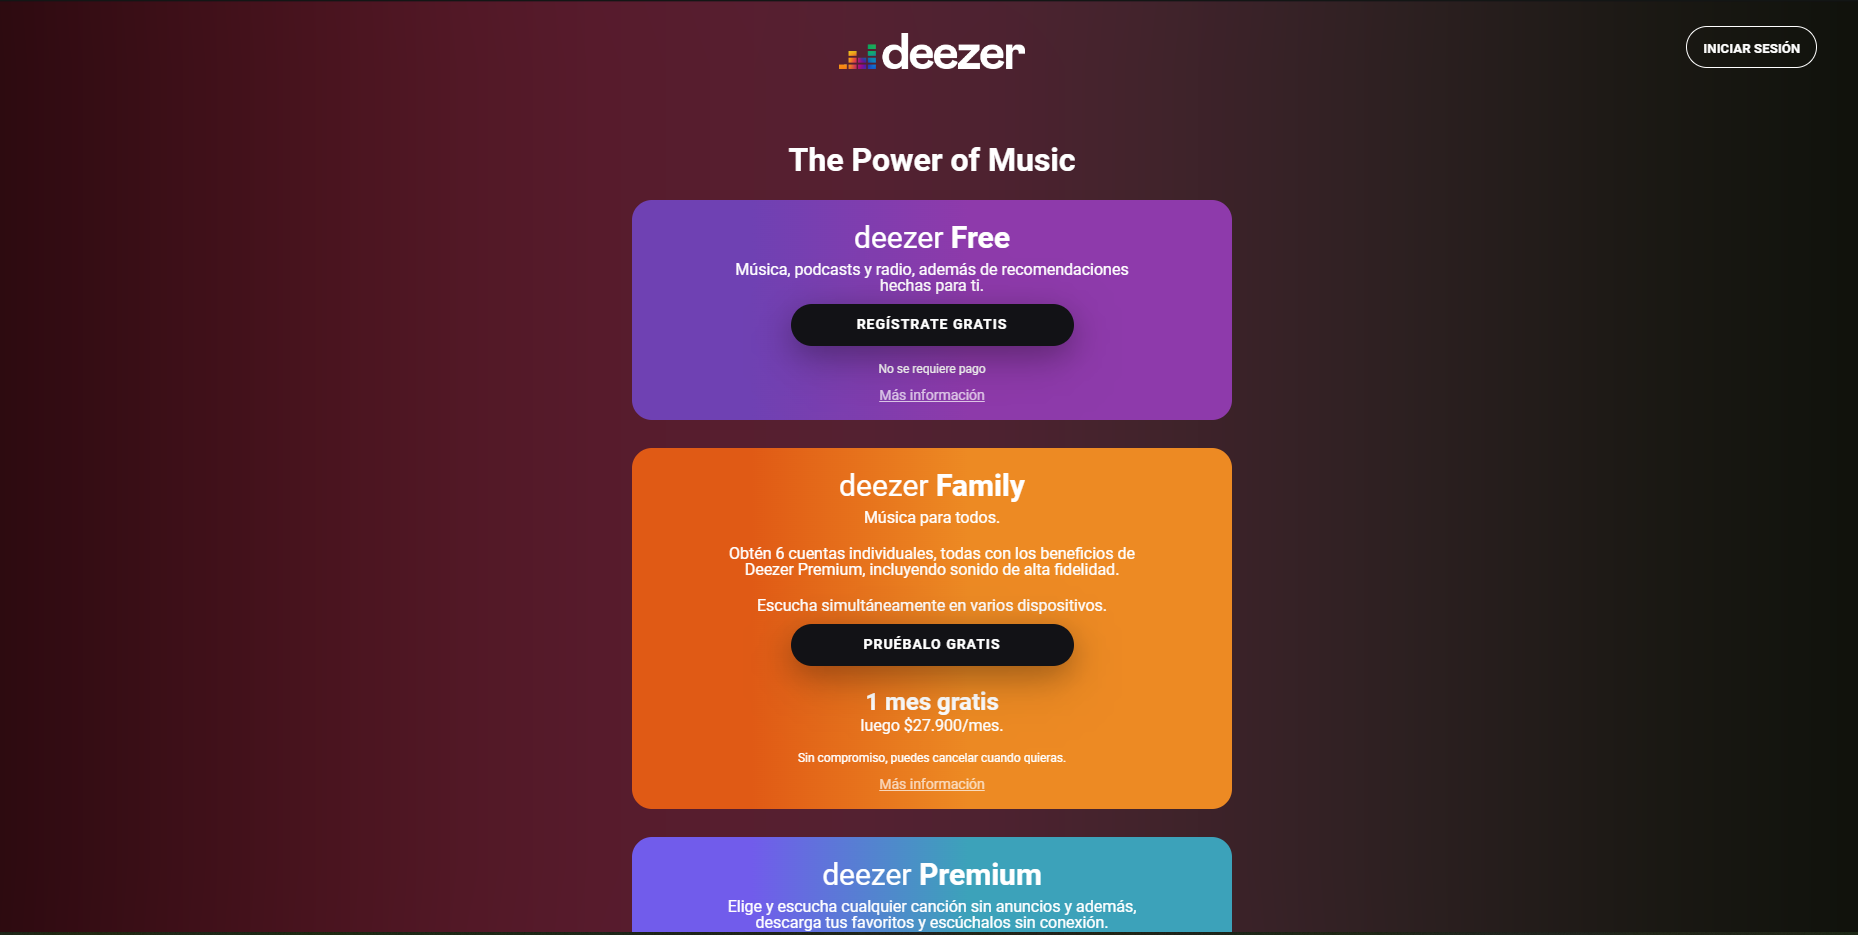 deezer
INICIAR SESIÓN
The Power of Music
deezer Free
Música, podcasts y radio, además de recomendaciones
hechas para ti.
REGÍSTRATE GRATIS
No se requiere pago
Más información
deezer Family
Música para todos.
Obtén 6 cuentas individuales, todas con los beneficios de
Deezer Premium, incluyendo sonido de alta fidelidad.
Escucha simultáneamente en varios dispositivos.
PRUÉBALO GRATIS
1 mes gratis
luego $27.900/mes.
Sin compromiso, puedes cancelar cuando quieras.
Más información
deezer Premium
Elige y escucha cualquier canción sin anuncios y además,
descarga tus favoritos y escúchalos sin conexión.